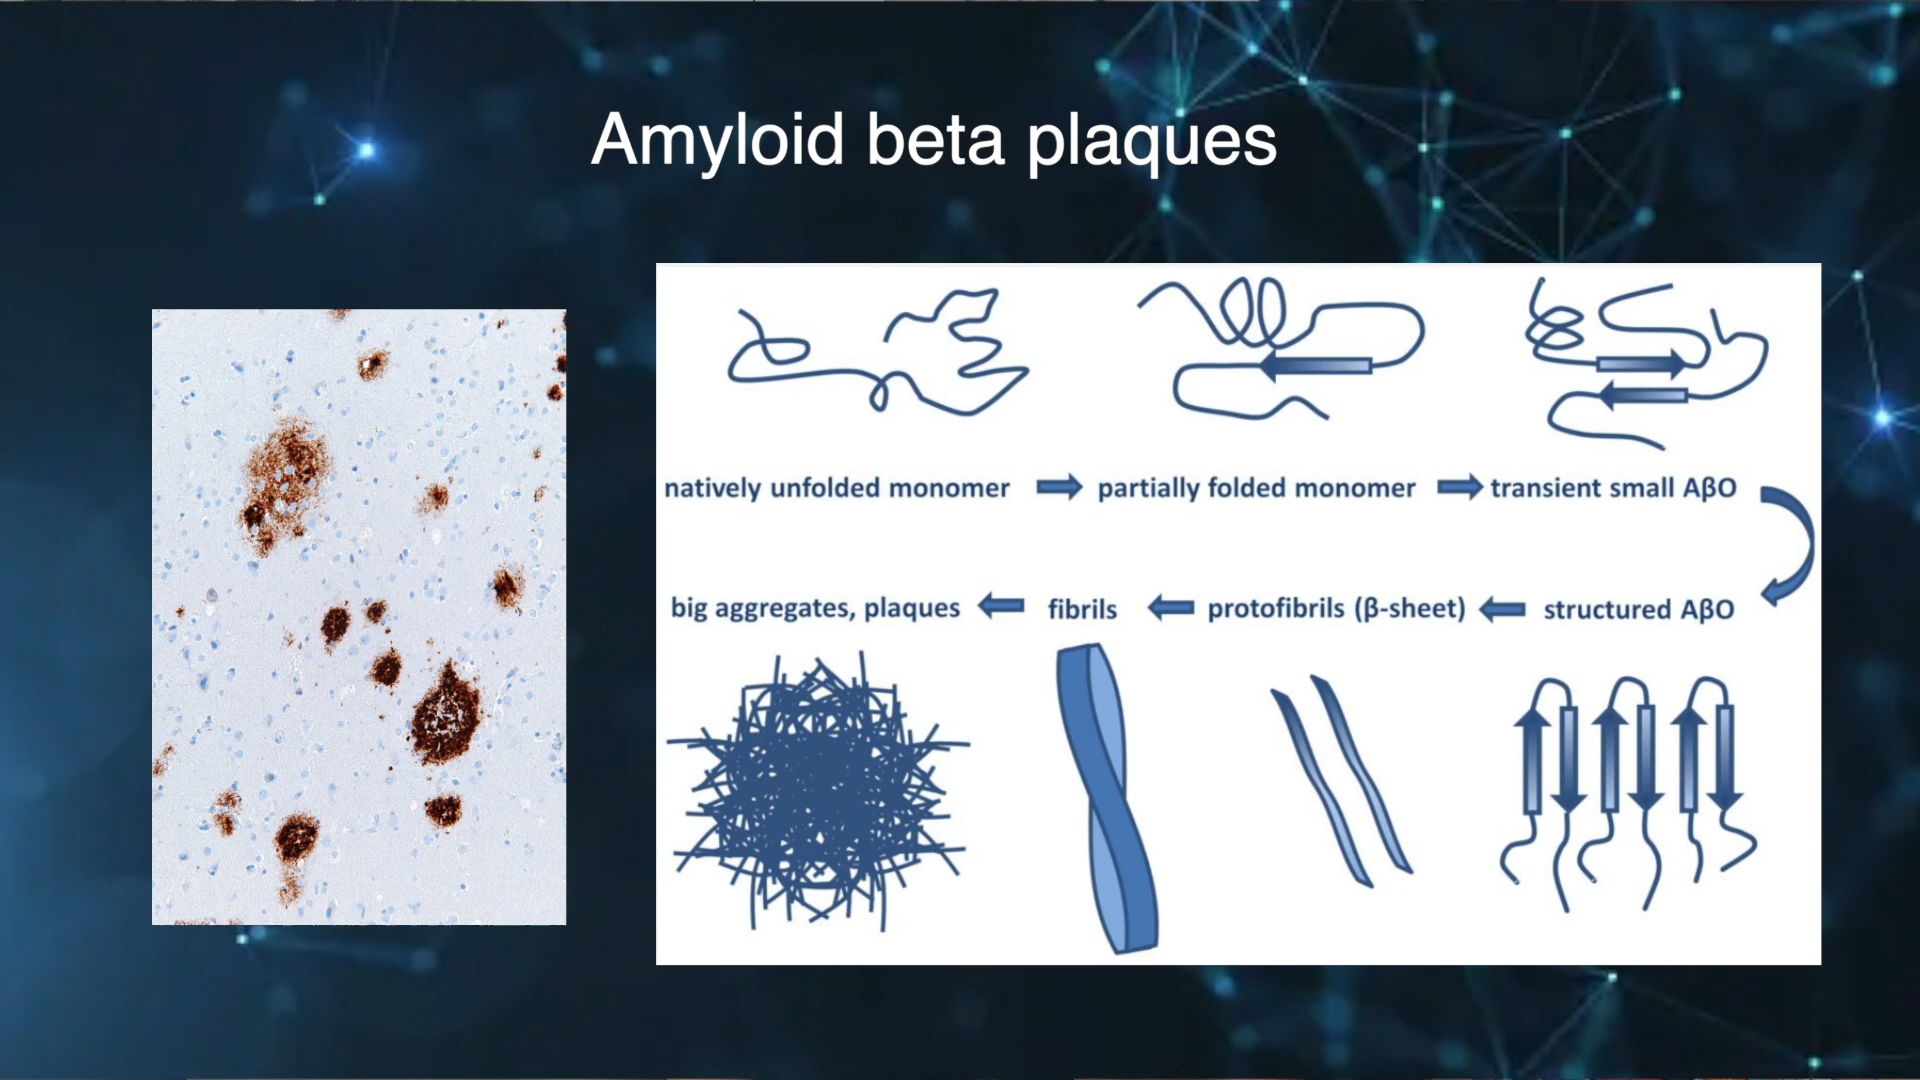 Amyloid beta plaques
natively unfolded monomer
partially folded monomer
transient small AβO
structured AβO
protofibrils (β-sheet)
fibrils
big aggregates, plaques